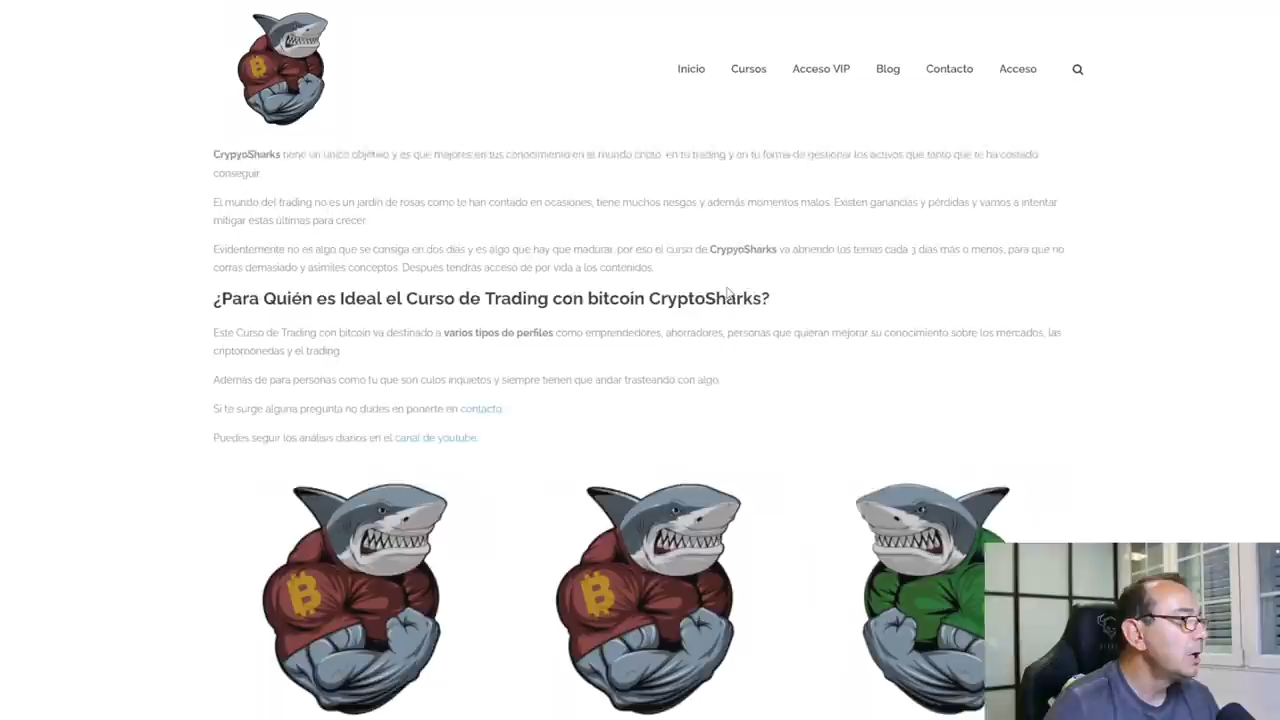 Inicio Cursos Acceso VIP Blog Contacto Acceso
CrypyoSharks tiene un único objetivo y es que mejores en tus conocimiento en el mundo cripto, en tu trading y en tu forma de gestionar los activos que tanto que te ha costado
conseguir.
El mundo del trading no es un jardín de rosas como te han contado en ocasiones, tiene muchos riesgos y además momentos malos. Existen ganancias y pérdidas y vamos a intentar
mitigar estas últimas para crecer.
Evidentemente no es algo que se consiga en dos días y es algo que hay que madurar, por eso el curso de CrypyoSharks va abriendo los temas cada 3 días más o menos, para que no
corras demasiado y asimiles conceptos. Después tendrás acceso de por vida a los contenidos.
¿Para Quién es Ideal el Curso de Trading con bitcoin CryptoSharks?
Este Curso de Trading con bitcoin va destinado a varios tipos de perfiles como emprendedores, ahorradores, personas que quieran mejorar su conocimiento sobre los mercados, las
criptomonedas y el trading.
Además de para personas como tu que son culos inquietos y siempre tienen que andar trasteando con algo.
Si te surge alguna pregunta no dudes en ponerte en contacto.
Puedes seguir los análisis diarios en el canal de youtube.